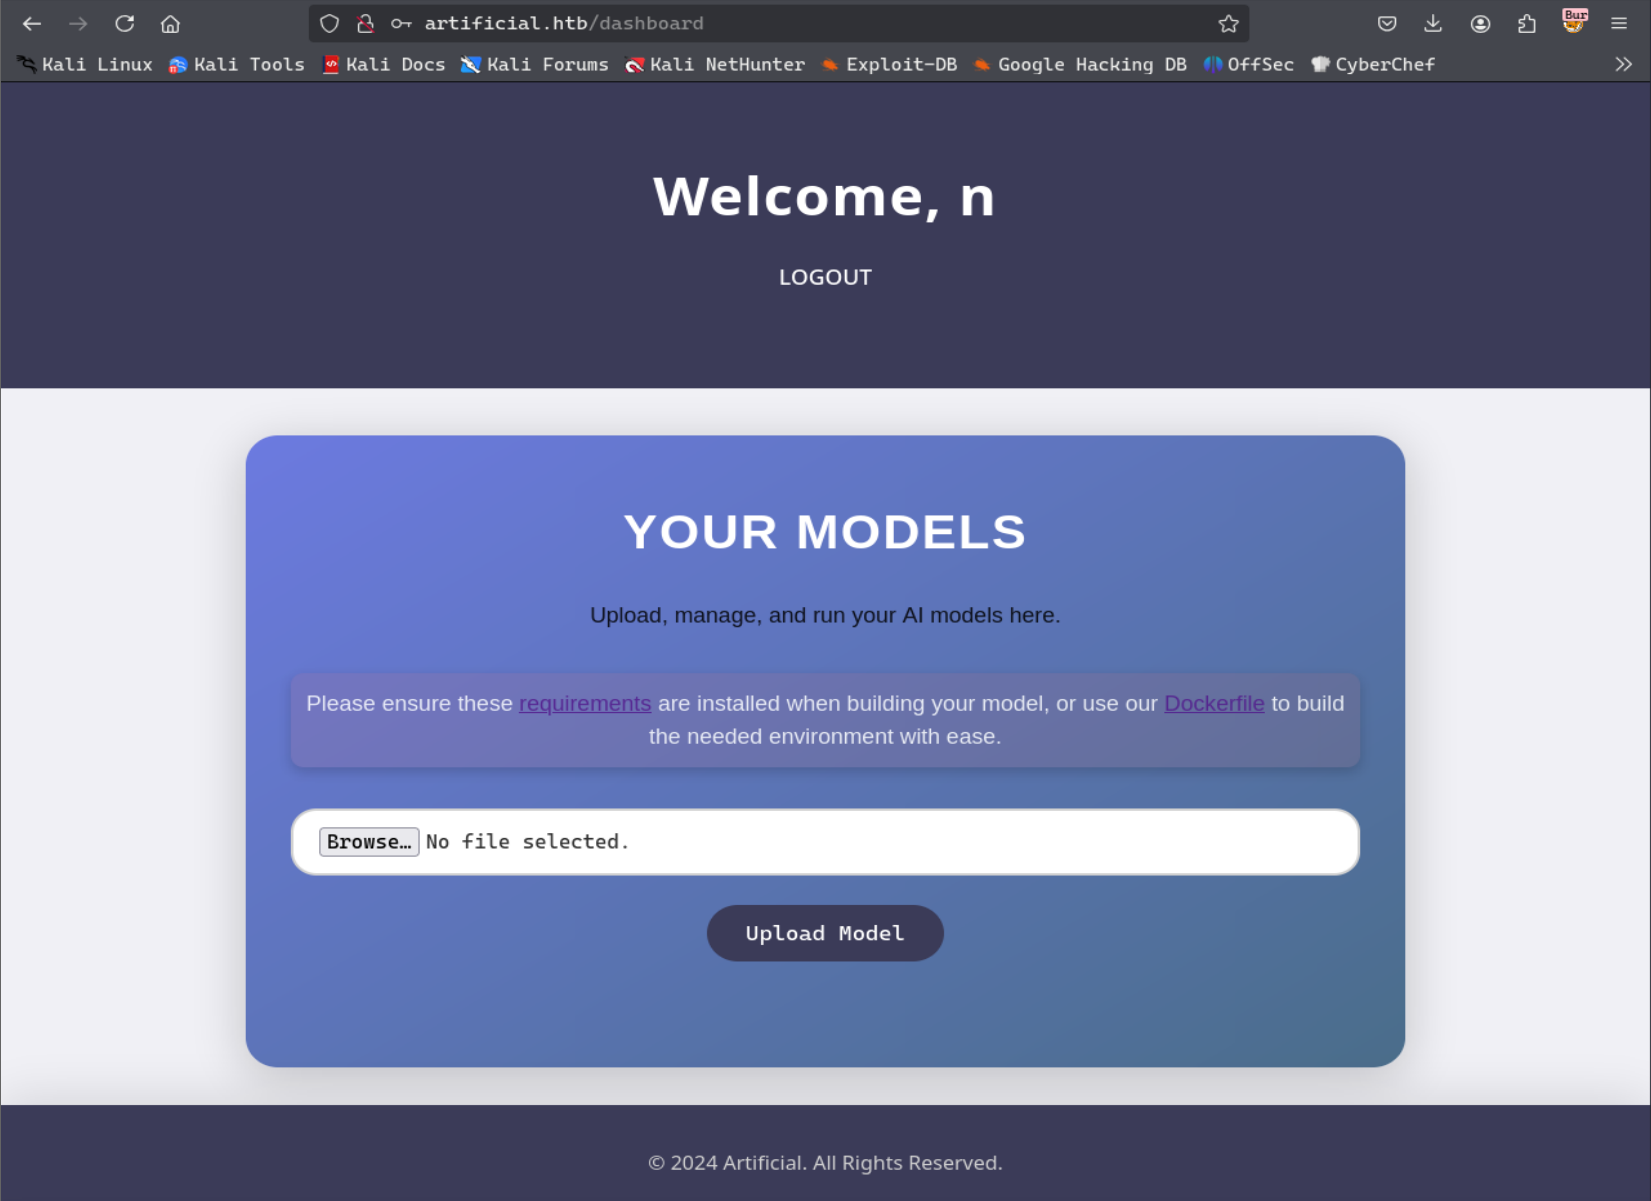 artificial.htb/dashboard
Bur
Kali Linux Kali Tools Kali Docs Kali Forums Kali NetHunter Exploit-DB Google Hacking DB OffSec CyberChef
Welcome, n
LOGOUT
YOUR MODELS
Upload, manage, and run your AI models here.
Please ensure these requirements are installed when building your model, or use our Dockerfile to build
the needed environment with ease.
Browse… No file selected.
Upload Model
© 2024 Artificial. All Rights Reserved.